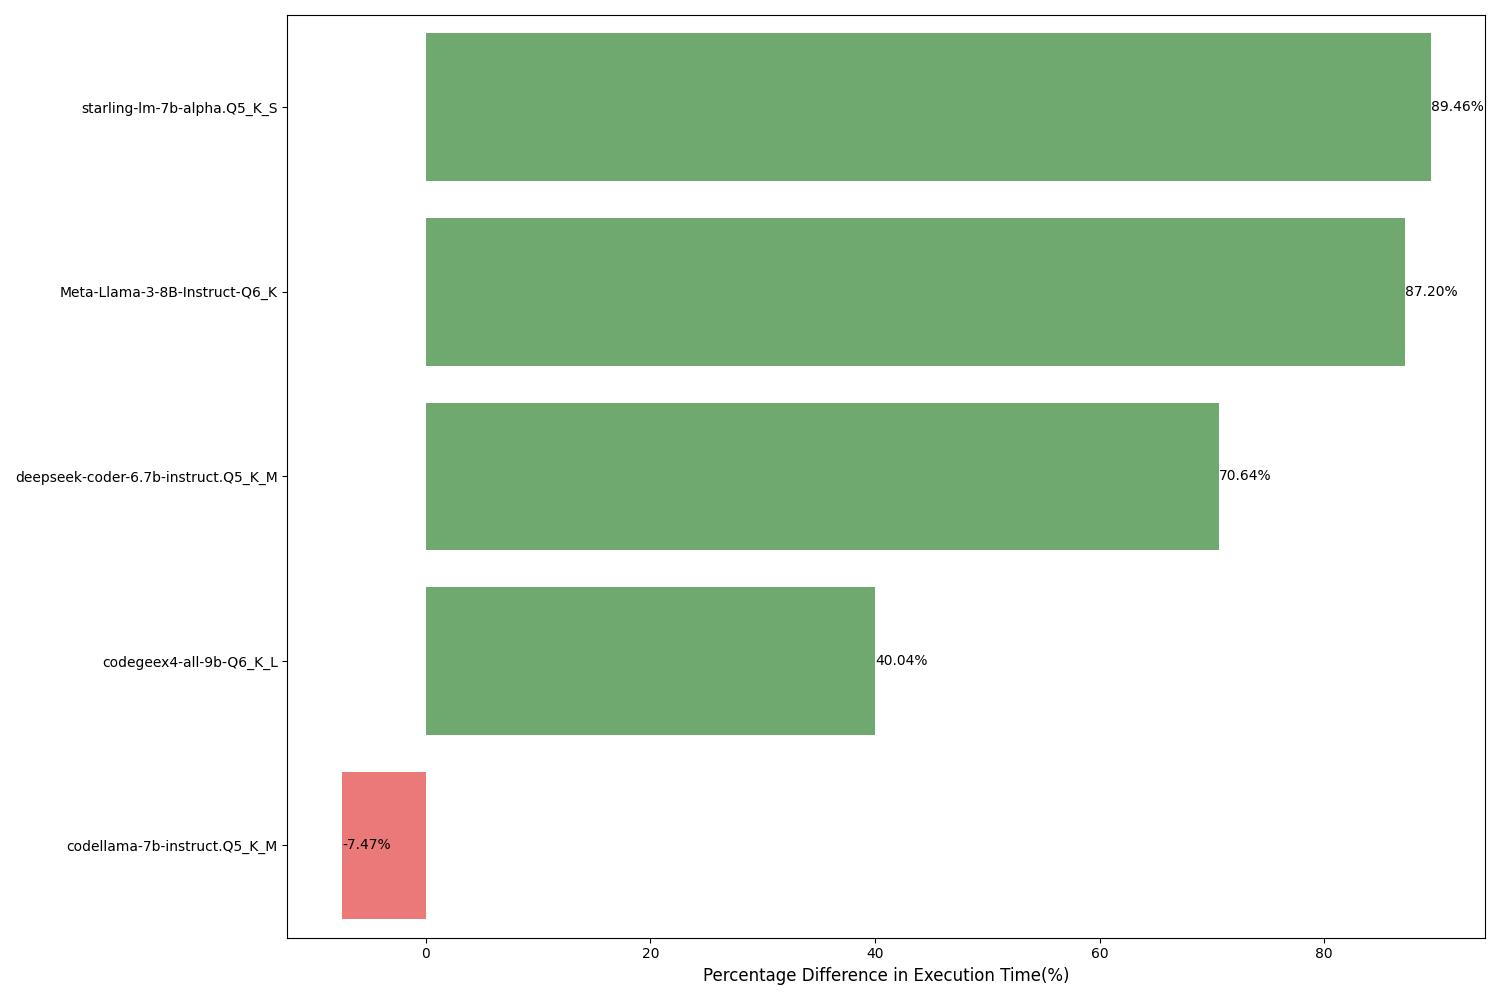 starling-lm-7b-alpha.Q5_K_S
89.46%
Meta-Llama-3-8B-Instruct-Q6_K
87.20%
deepseek-coder-6.7b-instruct.Q5_K_M
70.64%
codegeex4-all-9b-Q6_K_L
40.04%
codellama-7b-instruct.Q5_K_M
-7.47%
0 20 40 60 80
Percentage Difference in Execution Time(%)